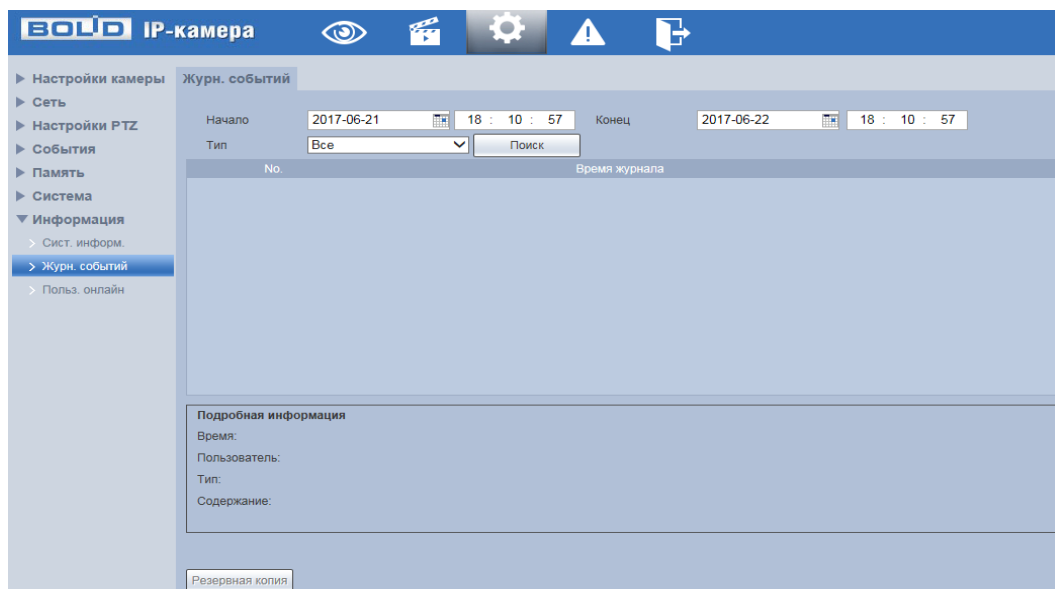 BOLID IP-камера
Настройки камеры
Сеть
Настройки PTZ
События
Память
Система
Информация
Сист. информ.
Журн. событий
Польз. онлайн
Журн. событий
Начало 2017-06-21 18 : 10 : 57 Конец 2017-06-22 18 : 10 : 57
Тип Все Поиск
No. Время журнала
Подробная информация
Время:
Пользователь:
Тип:
Содержание:
Резервная копия